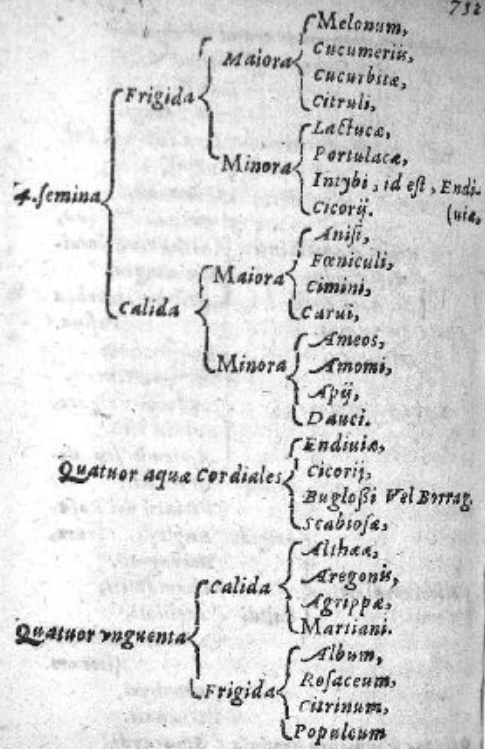 732
Melonum,
Maiora Cucumeris,
Cucurbitæ,
Frigida Citruli,
Lactucæ,
Portulacæ,
Minora Intybi, id est, Endi-
4. semina Cicorij. (uiæ,
Anisi,
Fœniculi,
Maiora Cimini,
Calida Carui,
Ameos,
Minora Amomi,
Apij,
Dauci.
Endiuiæ,
Quatuor aquæ Cordiales Cicorij,
Buglossi Vel Borrag.
Scabiosæ,
Althææ,
Calida Aregonis,
Agrippæ,
Quatuor vnguenta Martiani.
Album,
Rosaceum,
Frigida Citrinum,
Populeum